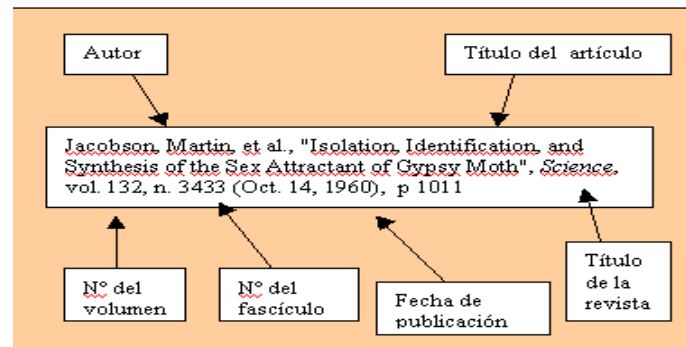 Autor
Título del artículo
Jacobson, Martin, et al., "Isolation, Identification, and
Synthesis of the Sex Attractant of Gypsy Moth", Science,
vol. 132, n. 3433 (Oct. 14, 1960), p 1011
Nº del
volumen
Nº del
fascículo
Fecha de
publicación
Título
de la
revista